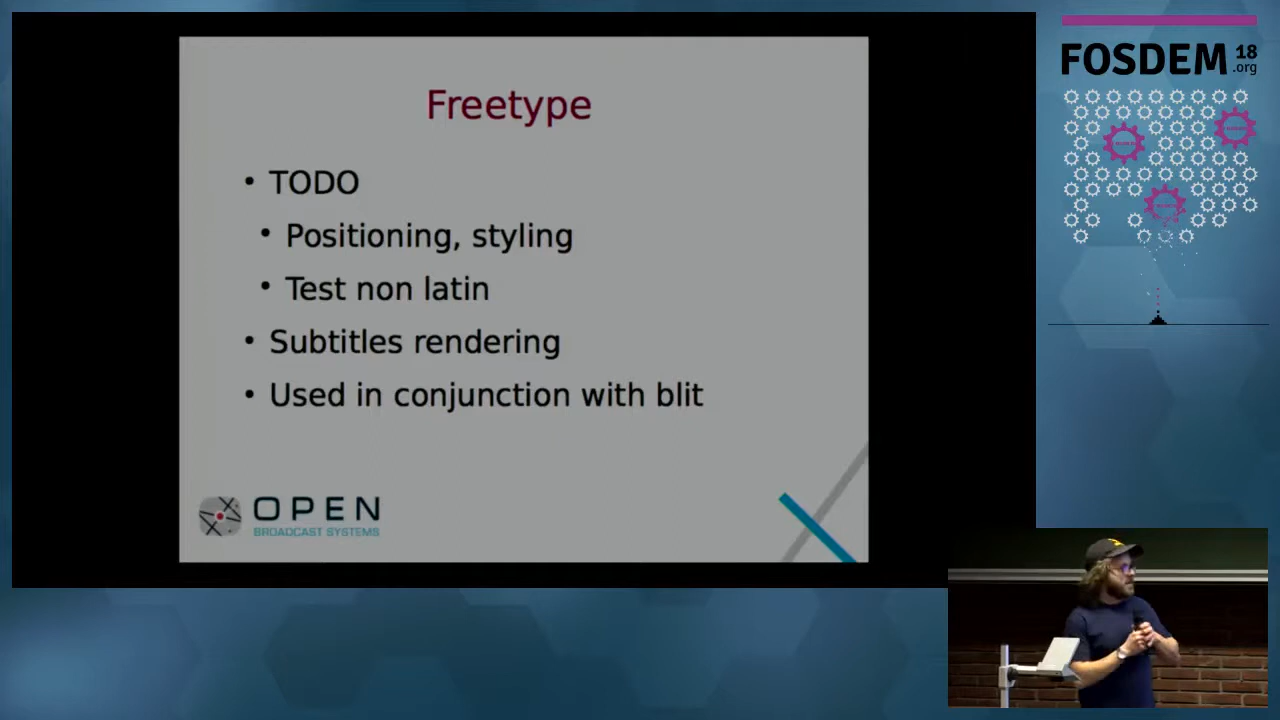 Freetype
• TODO
• Positioning, styling
• Test non latin
• Subtitles rendering
• Used in conjunction with blit
OPEN
BROADCAST SYSTEMS
FOSDEM 18
.org